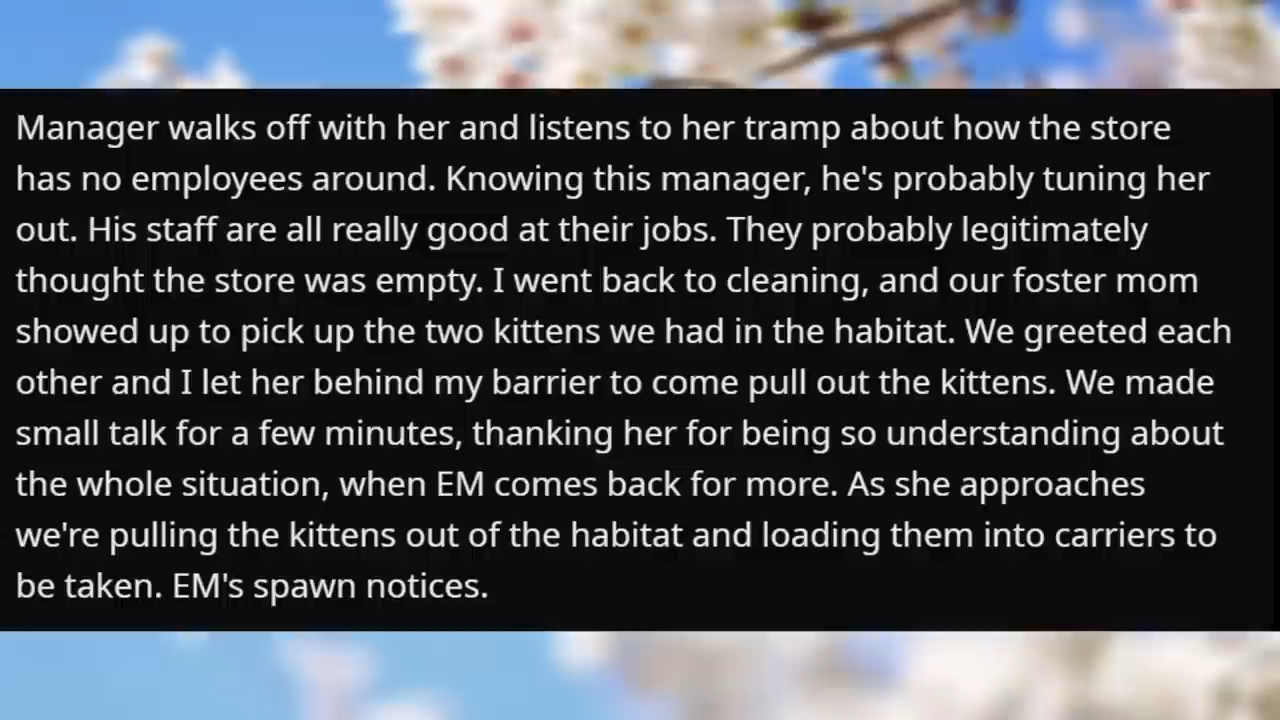 Manager walks off with her and listens to her tramp about how the store
has no employees around. Knowing this manager, he's probably tuning her
out. His staff are all really good at their jobs. They probably legitimately
thought the store was empty. I went back to cleaning, and our foster mom
showed up to pick up the two kittens we had in the habitat. We greeted each
other and I let her behind my barrier to come pull out the kittens. We made
small talk for a few minutes, thanking her for being so understanding about
the whole situation, when EM comes back for more. As she approaches
we're pulling the kittens out of the habitat and loading them into carriers to
be taken. EM's spawn notices.